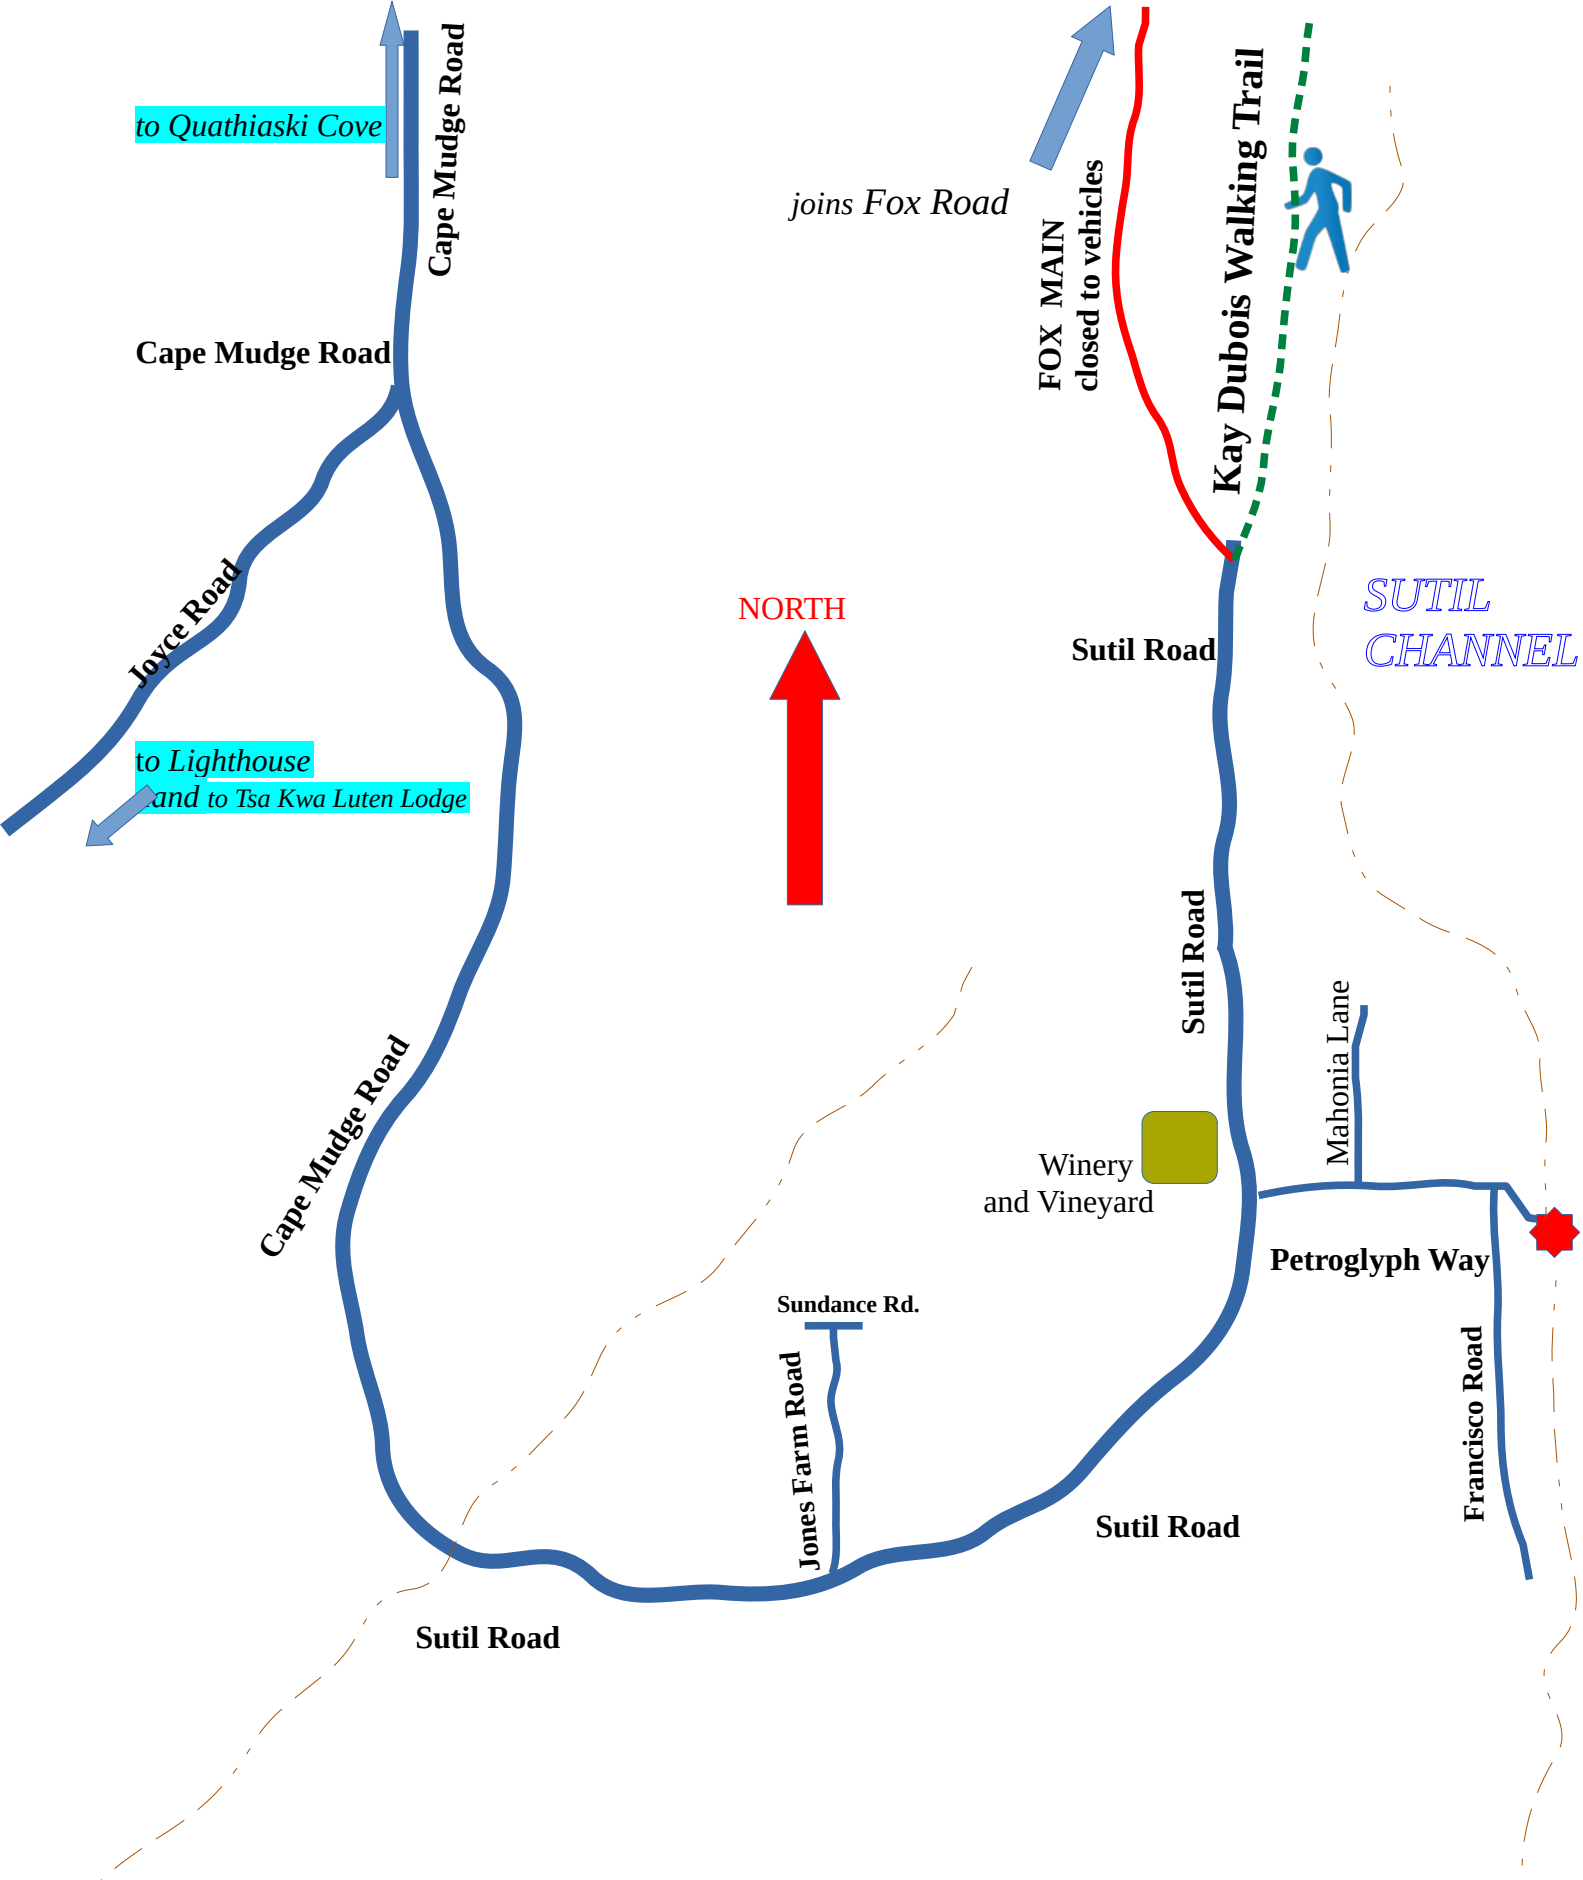 Cape Mudge Road
to Quathiaski Cove
joins Fox Road
FOX MAIN
closed to vehicles
Kay Dubois Walking Trail
Cape Mudge Road
Joyce Road
NORTH
SUTIL
CHANNEL
Sutil Road
to Lighthouse
and to Tsa Kwa Luten Lodge
Sutil Road
Mahonia Lane
Cape Mudge Road
Winery
and Vineyard
Petroglyph Way
Sundance Rd.
Jones Farm Road
Francisco Road
Sutil Road
Sutil Road